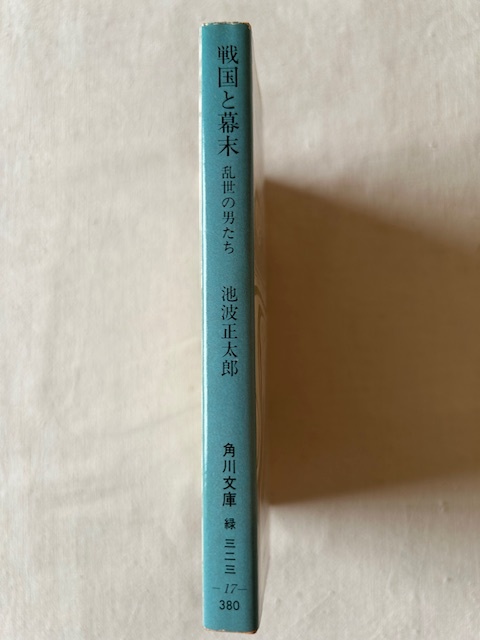 戦国と幕末 乱世の男たち
池波正太郎
角川文庫
緑 三二三
−17−
380